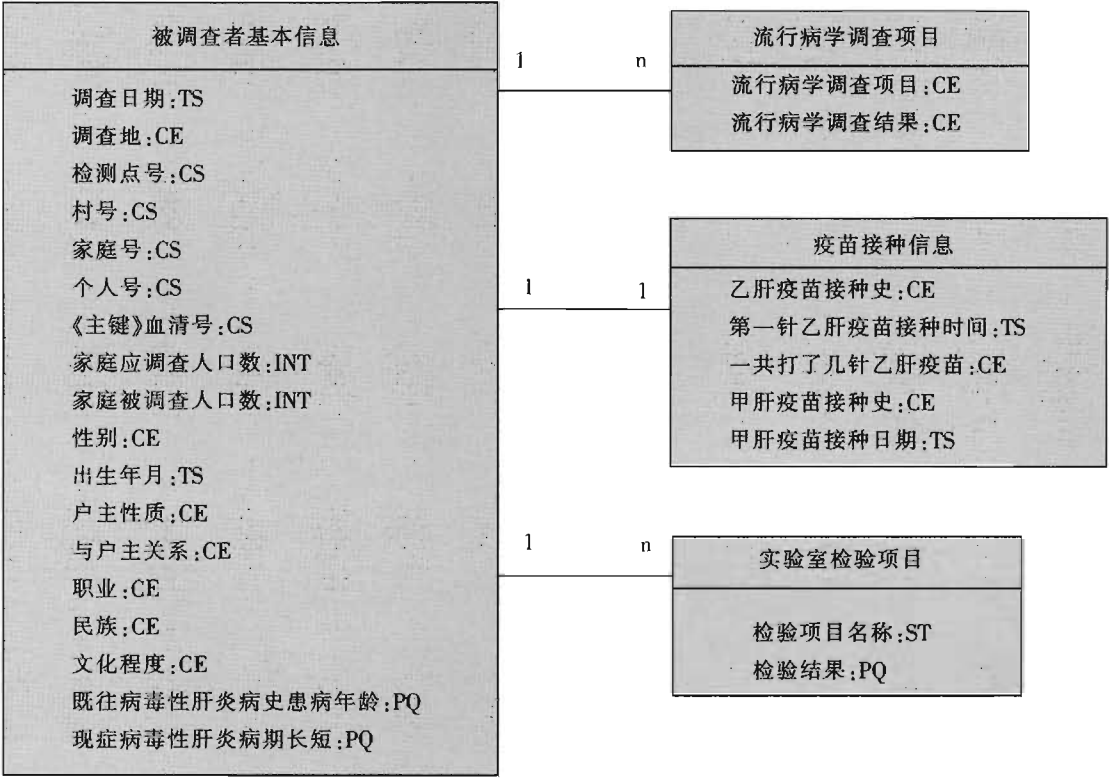 被调查者基本信息
调查日期:TS
调查地:CE
检测点号:CS
村号:CS
家庭号:CS
个人号:CS
《主键》血清号:CS
家庭应调查人口数:INT
家庭被调查人口数:INT
性别:CE
出生年月:TS
户主性质:CE
与户主关系:CE
职业:CE
民族:CE
文化程度:CE
既往病毒性肝炎病史患病年龄:PQ
现症病毒性肝炎病期长短:PQ
1 n
流行病学调查项目
流行病学调查项目:CE
流行病学调查结果:CE
1 1
疫苗接种信息
乙肝疫苗接种史:CE
第一针乙肝疫苗接种时间:TS
一共打了几针乙肝疫苗:CE
甲肝疫苗接种史:CE
甲肝疫苗接种日期:TS
1 n
实验室检验项目
检验项目名称:ST
检验结果:PQ